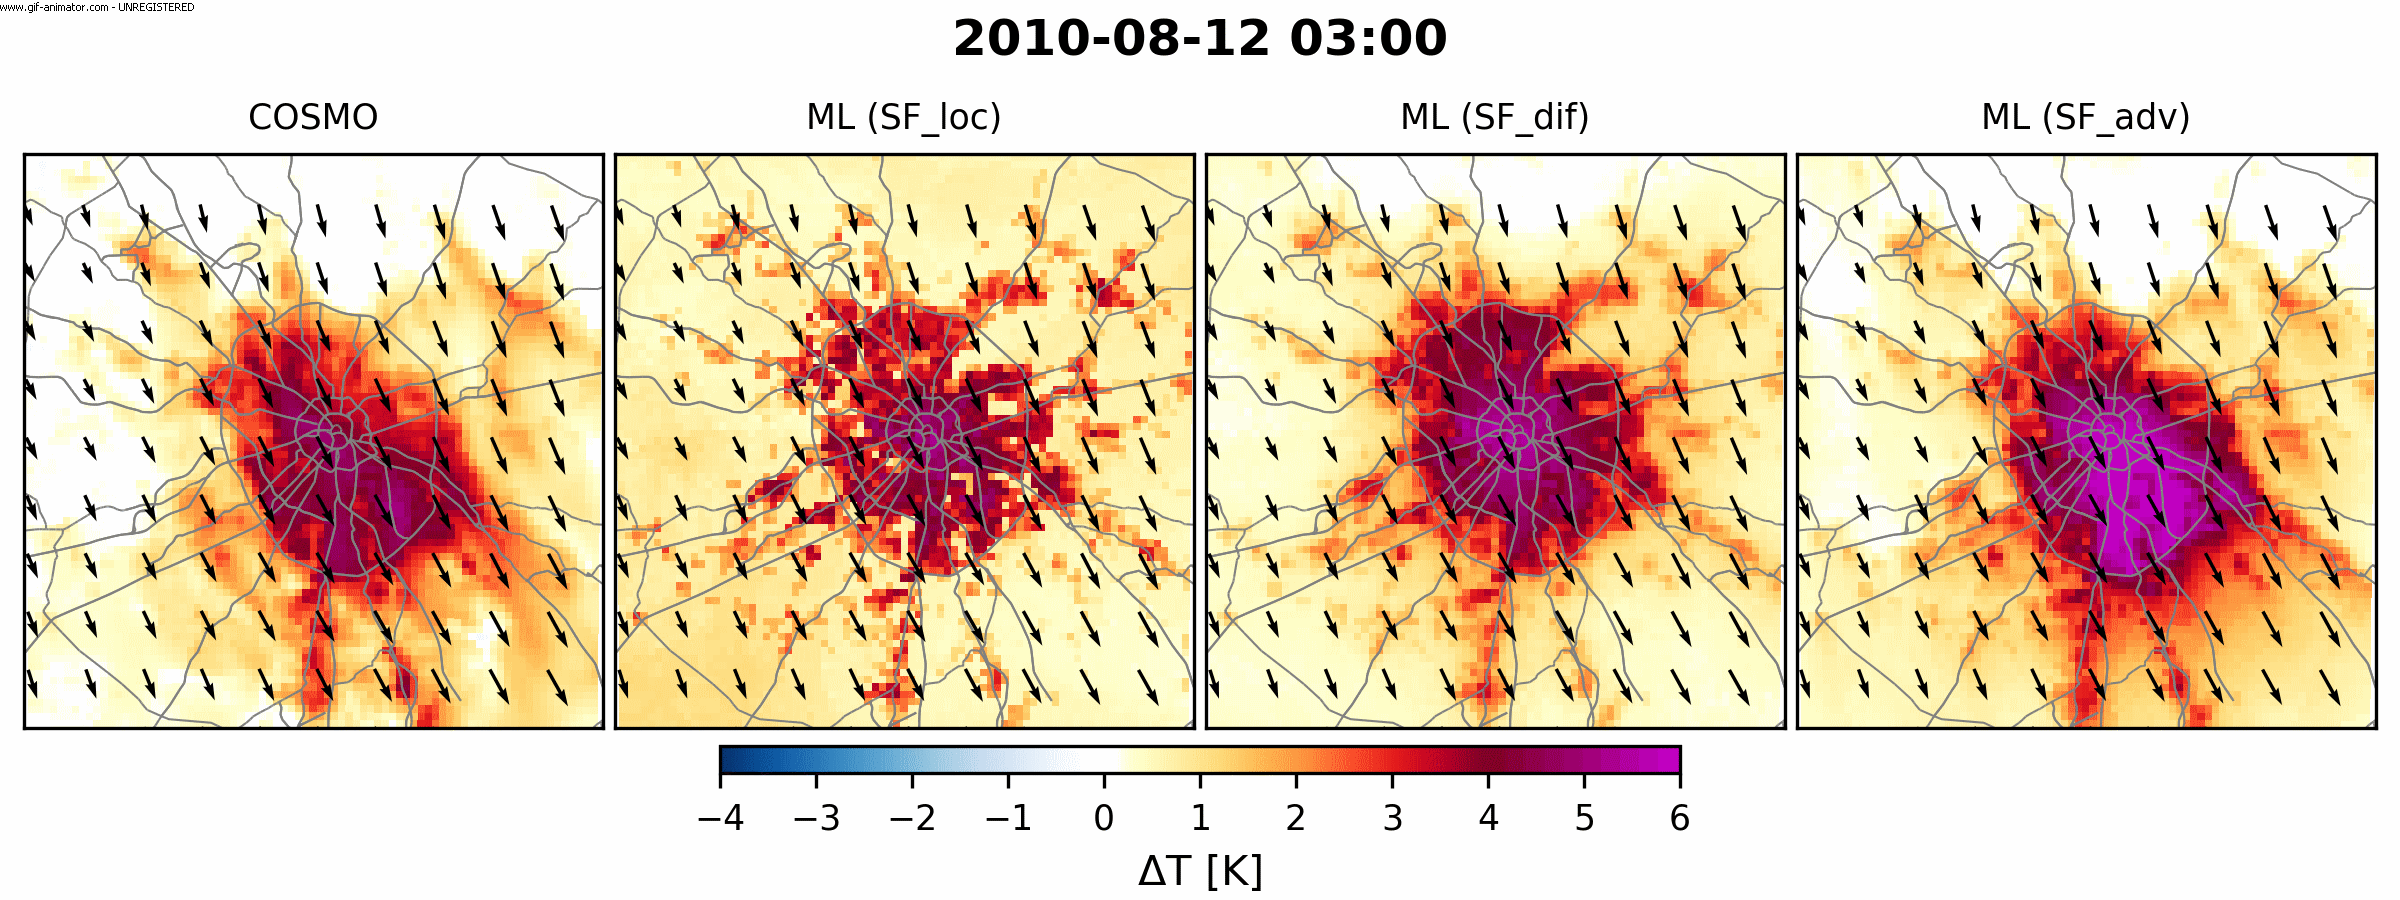 www.gif-animator.com - UNREGISTERED
2010-08-12 03:00
COSMO
ML (SF_loc)
ML (SF_dif)
ML (SF_adv)
−4 −3 −2 −1 0 1 2 3 4 5 6
ΔT [K]